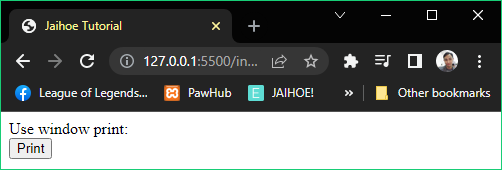 Jaihoe Tutorial
127.0.0.1:5500/in...
League of Legends... PawHub JAIHOE! » Other bookmarks
Use window print:
Print